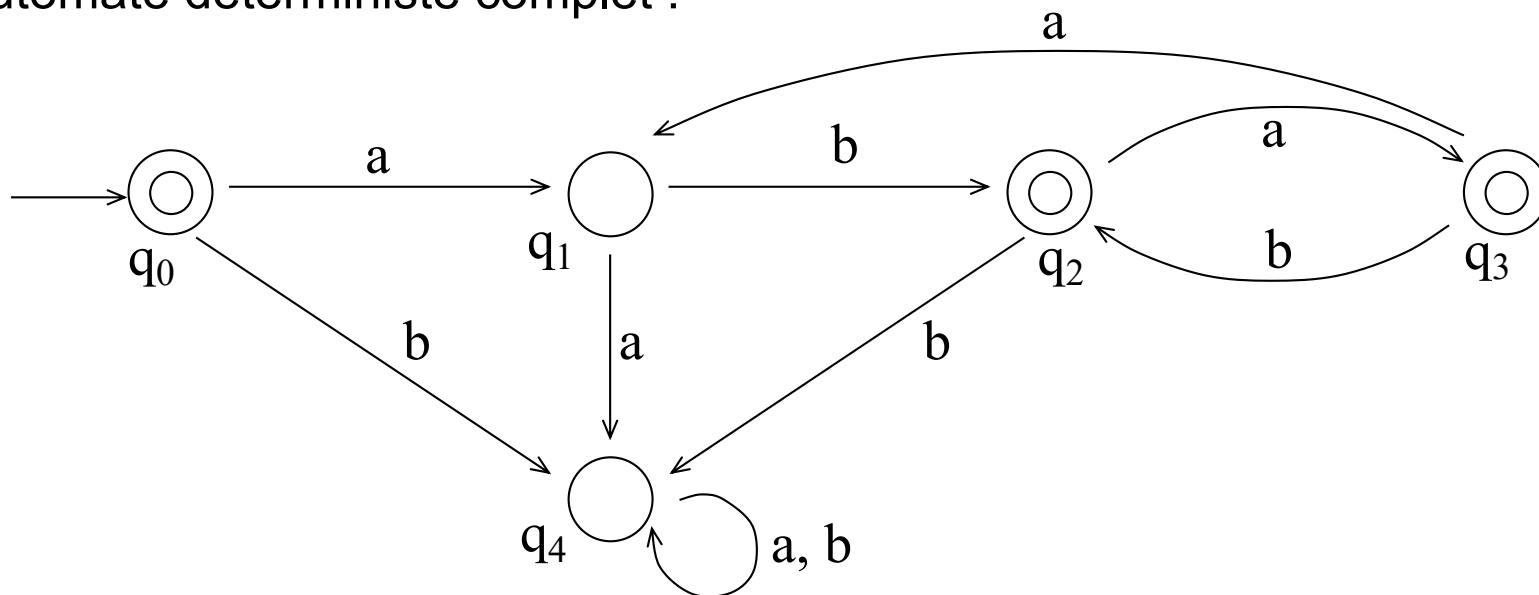 automate déterministe complet :
a
a b a
q0 q1 q2 b q3
b a b
q4 a, b